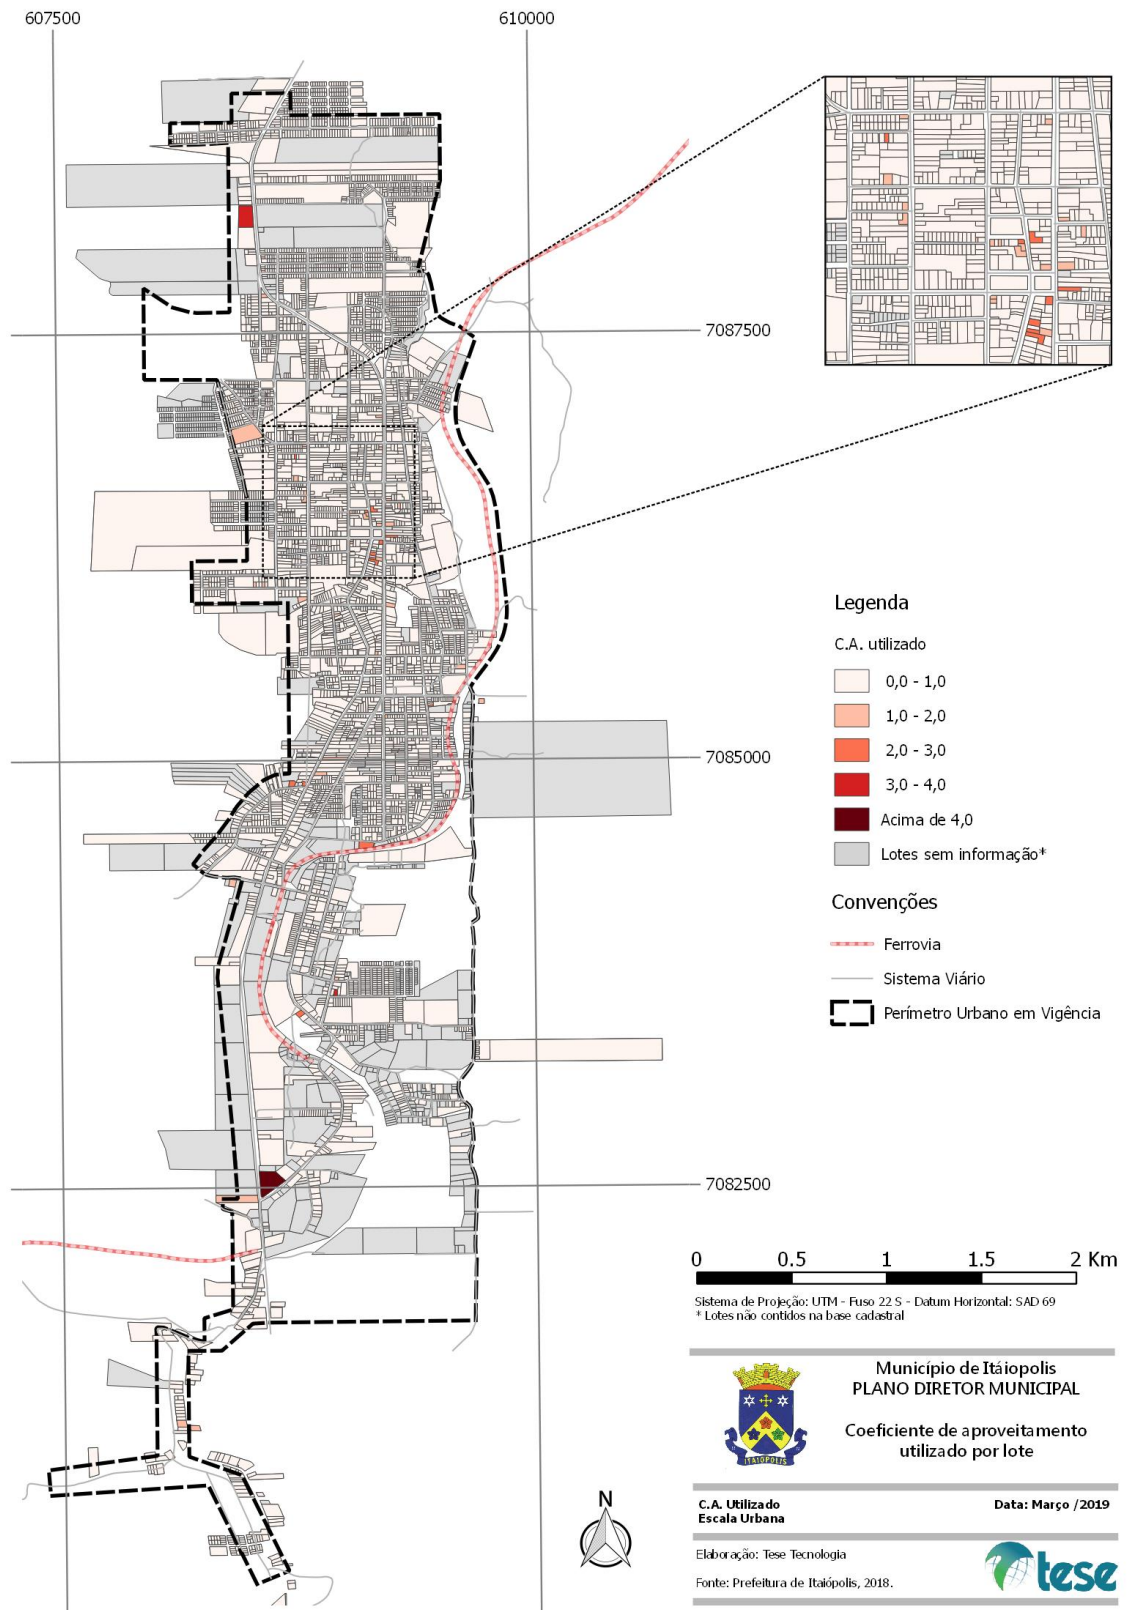 607500
610000
7087500
Legenda
C.A. utilizado
0,0 - 1,0
1,0 - 2,0
2,0 - 3,0
3,0 - 4,0
Acima de 4,0
Lotes sem informação*
Convenções
Ferrovia
Sistema Viário
Perímetro Urbano em Vigência
7085000
7082500
0 0.5 1 1.5 2 Km
Sistema de Projeção: UTM - Fuso 22 S - Datum Horizontal: SAD 69
* Lotes não contidos na base cadastral
Município de Itáiopolis
PLANO DIRETOR MUNICIPAL
Coeficiente de aproveitamento
utilizado por lote
ITAIÓPOLIS
C.A. Utilizado
Escala Urbana
Data: Março /2019
N
Elaboração: Tese Tecnologia
Fonte: Prefeitura de Itaiópolis, 2018.
tese